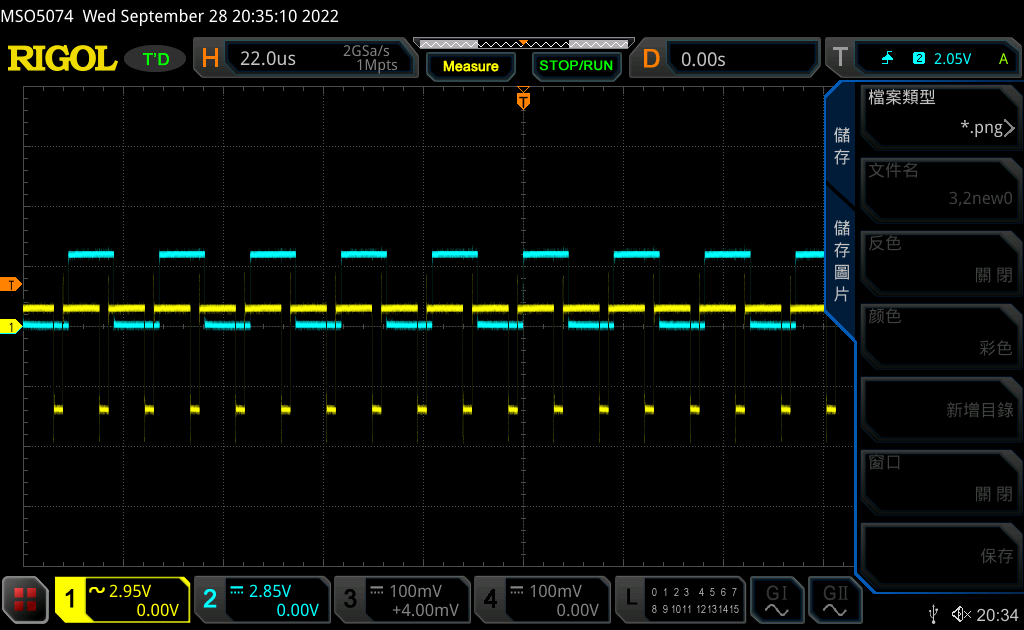 MSO5074 Wed September 28 20:35:10 2022
RIGOL T'D H 22.0us 2GSa/s 1Mpts Measure STOP/RUN D 0.00s T 2 2.05V A
T
檔案類型
*.png
儲存
文件名
3,2new0
儲存圖片
反色
關閉
T
颜色
彩色
1
新增目錄
窗口
關閉
保存
1 2.95V 0.00V
2 2.85V 0.00V
3 100mV +4.00mV
4 100mV 0.00V
L 0 1 2 3 4 5 6 7
8 9 10 11 12 13 14 15
GI
GII
20:34